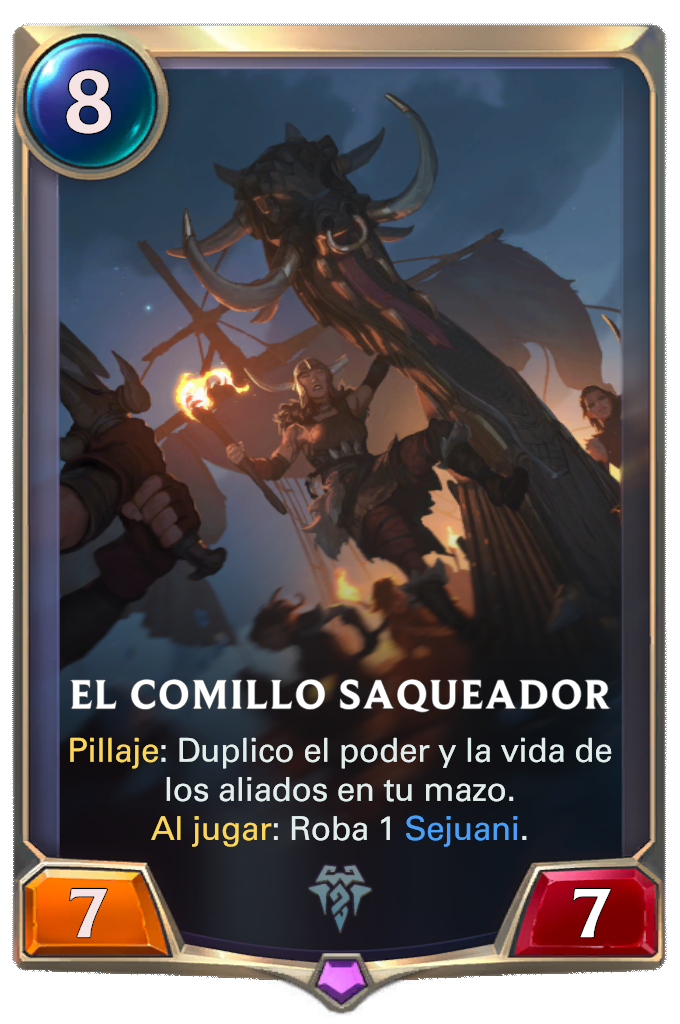 8
EL COMILLO SAQUEADOR
Pillaje: Duplico el poder y la vida de
los aliados en tu mazo.
Al jugar: Roba 1 Sejuani.
7 7